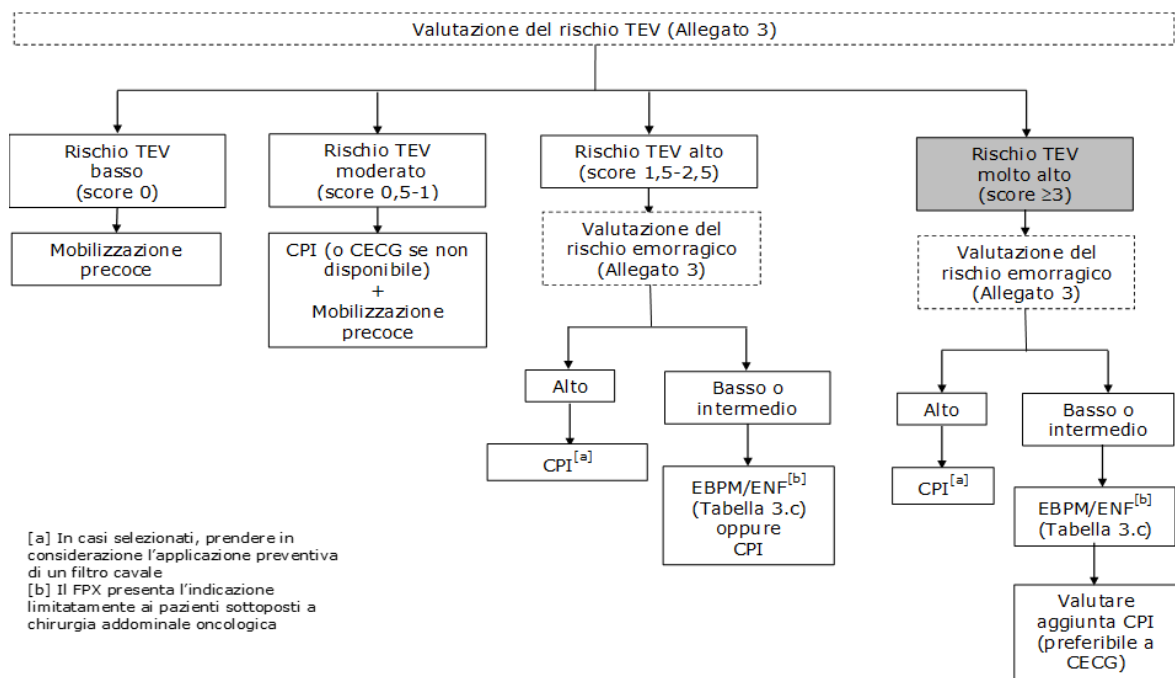 Valutazione del rischio TEV (Allegato 3)
Rischio TEV
basso
(score 0)
Mobilizzazione
precoce
Rischio TEV
moderato
(score 0,5-1)
CPI (o CECG se non
disponibile)
+
Mobilizzazione
precoce
Rischio TEV alto
(score 1,5-2,5)
Valutazione del
rischio emorragico
(Allegato 3)
Alto
CPI[a]
Basso o
intermedio
EBPM/ENF[b]
(Tabella 3.c)
oppure
CPI
Rischio TEV
molto alto
(score ≥3)
Valutazione del
rischio emorragico
(Allegato 3)
Alto
CPI[a]
Basso o
intermedio
EBPM/ENF[b]
(Tabella 3.c)
Valutare
aggiunta CPI
(preferibile a
CECG)
[a] In casi selezionati, prendere in
considerazione l'applicazione preventiva
di un filtro cavale
[b] Il FPX presenta l'indicazione
limitatamente ai pazienti sottoposti a
chirurgia addominale oncologica